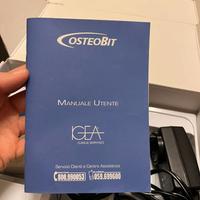 OSTEOBIT
MANUALE UTENTE
IGEA
CLINICAL BIOPHYSICS
Servizio Clienti e Centro Assistenza
800.990053 059.699600